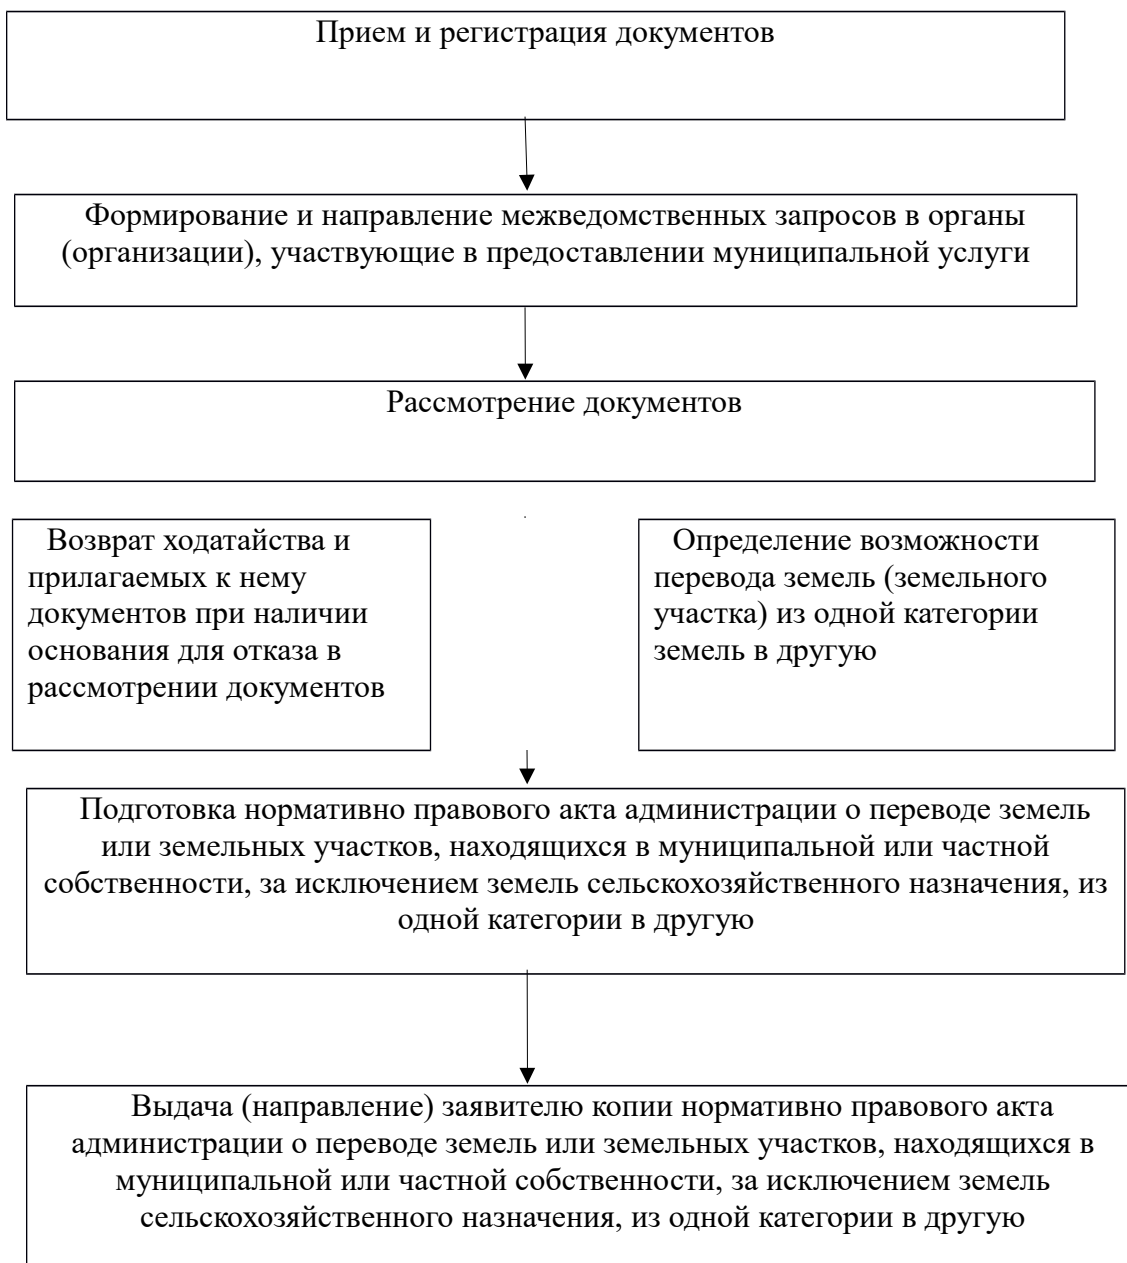 Прием и регистрация документов
Формирование и направление межведомственных запросов в органы
(организации), участвующие в предоставлении муниципальной услуги
Рассмотрение документов
Возврат ходатайства и
прилагаемых к нему
документов при наличии
основания для отказа в
рассмотрении документов
Определение возможности
перевода земель (земельного
участка) из одной категории
земель в другую
Подготовка нормативно правового акта администрации о переводе земель
или земельных участков, находящихся в муниципальной или частной
собственности, за исключением земель сельскохозяйственного назначения, из
одной категории в другую
Выдача (направление) заявителю копии нормативно правового акта
администрации о переводе земель или земельных участков, находящихся в
муниципальной или частной собственности, за исключением земель
сельскохозяйственного назначения, из одной категории в другую